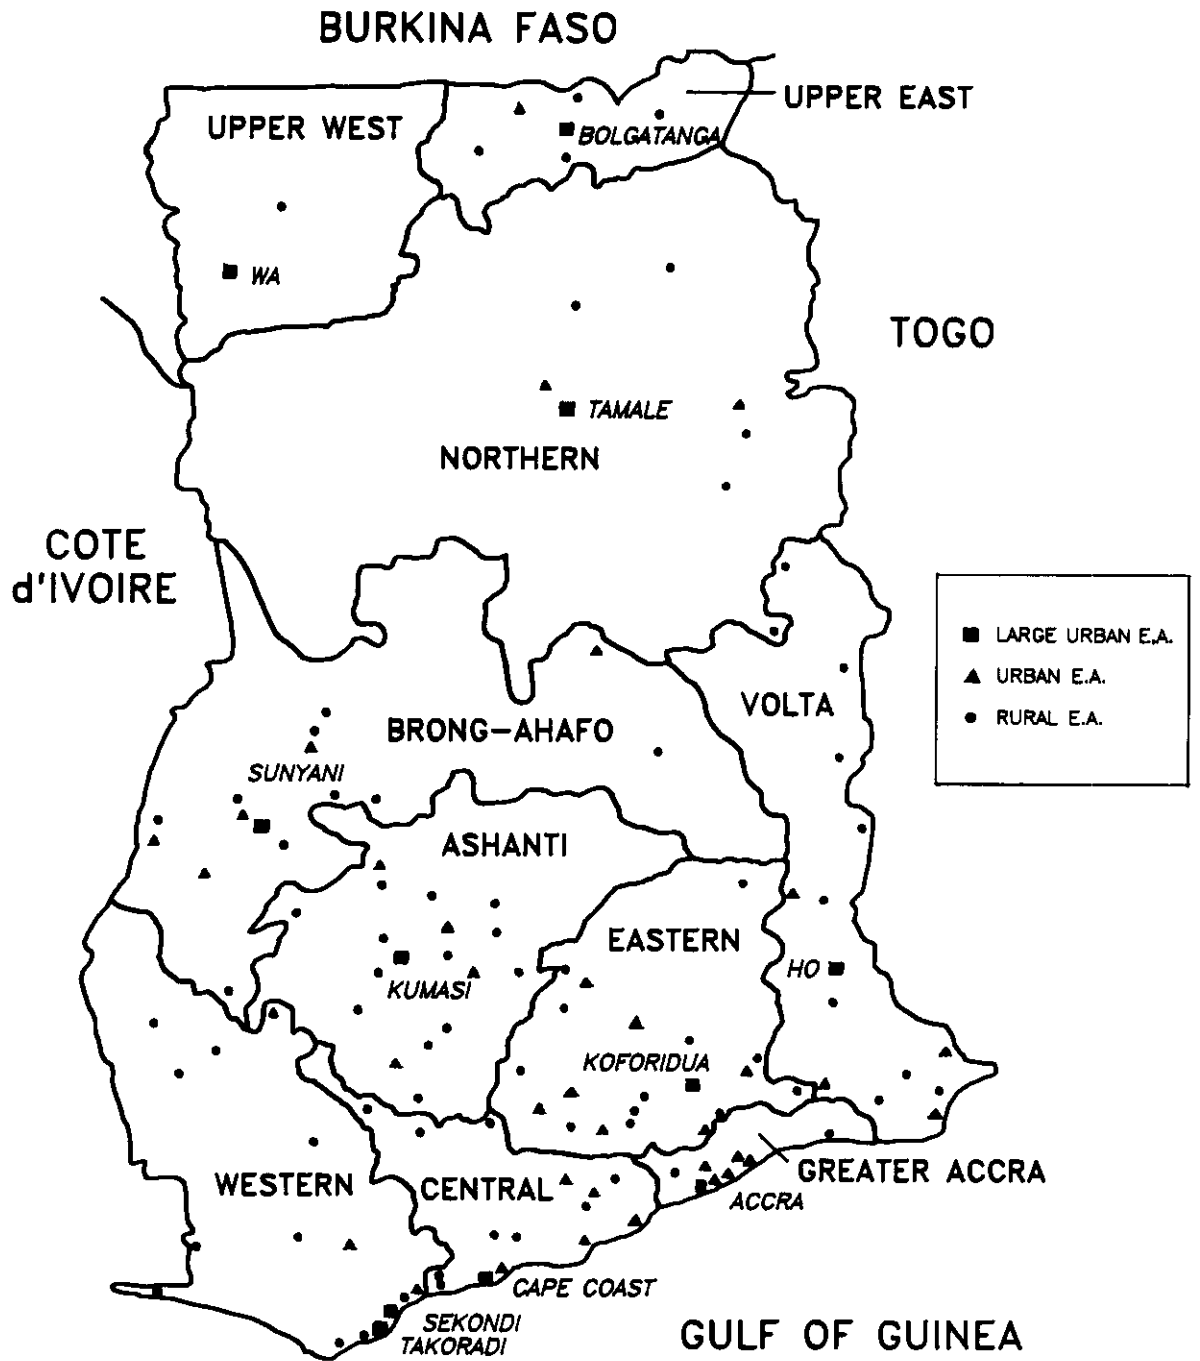 BURKINA FASO
UPPER EAST
UPPER WEST
BOLGATANGA
WA
TOGO
TAMALE
NORTHERN
COTE
d'IVOIRE
LARGE URBAN E.A.
URBAN E.A.
RURAL E.A.
VOLTA
BRONG-AHAFO
SUNYANI
ASHANTI
EASTERN
HO
KUMASI
KOFORIDUA
GREATER ACCRA
WESTERN
CENTRAL
ACCRA
CAPE COAST
SEKONDI
TAKORADI
GULF OF GUINEA